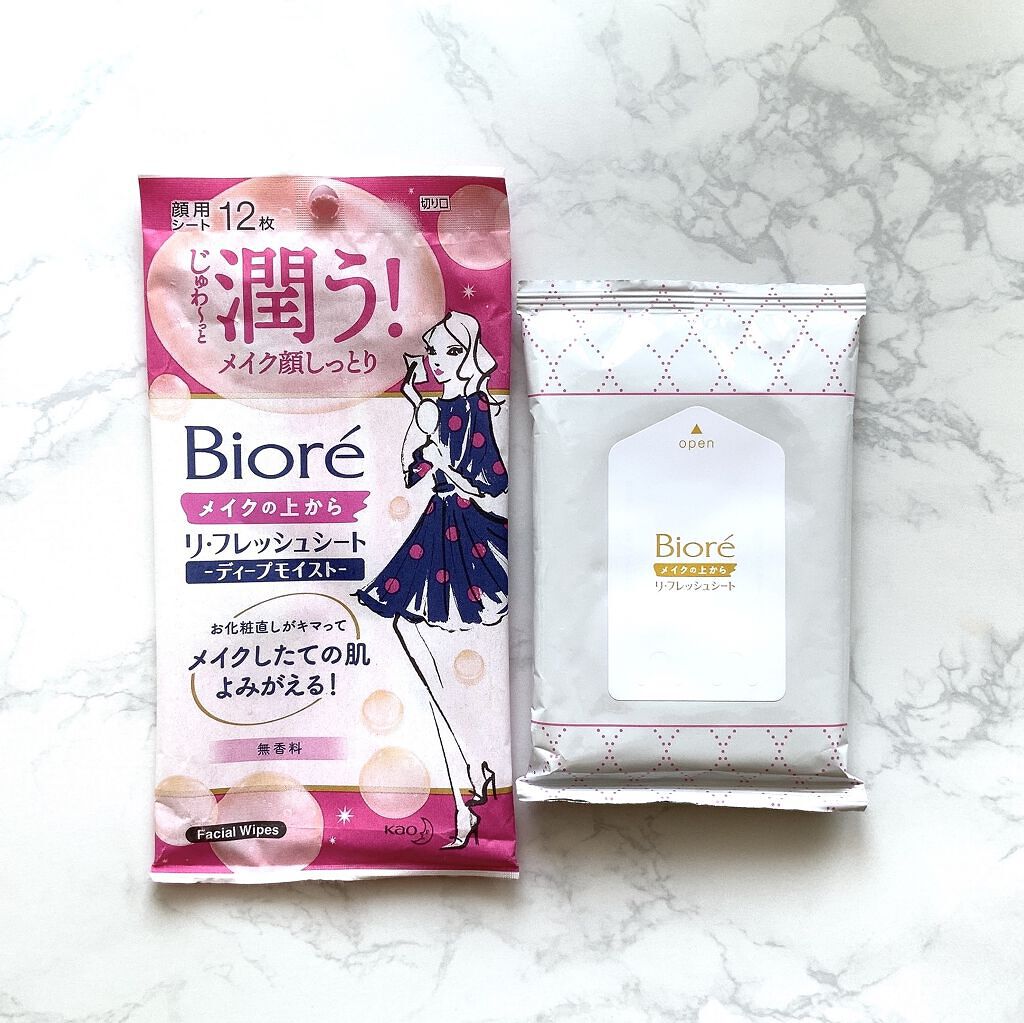 顔用
シート 12枚
切り口
じゅわ～っと
潤う!
メイク顔しっとり
Bioré
メイクの上から
リ・フレッシュシート
-ディープモイスト-
お化粧直しがキマって
メイクしたての肌
よみがえる!
無香料
Facial Wipes
Kao
open
Bioré
メイクの上から
リ・フレッシュシート